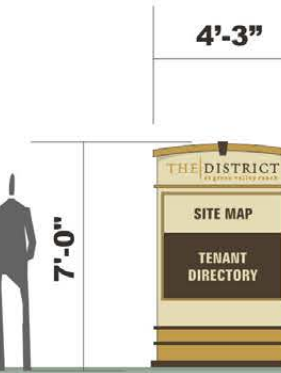 4'-3"
7'-0"
THE DISTRICT
at green valley ranch
SITE MAP
TENANT
DIRECTORY